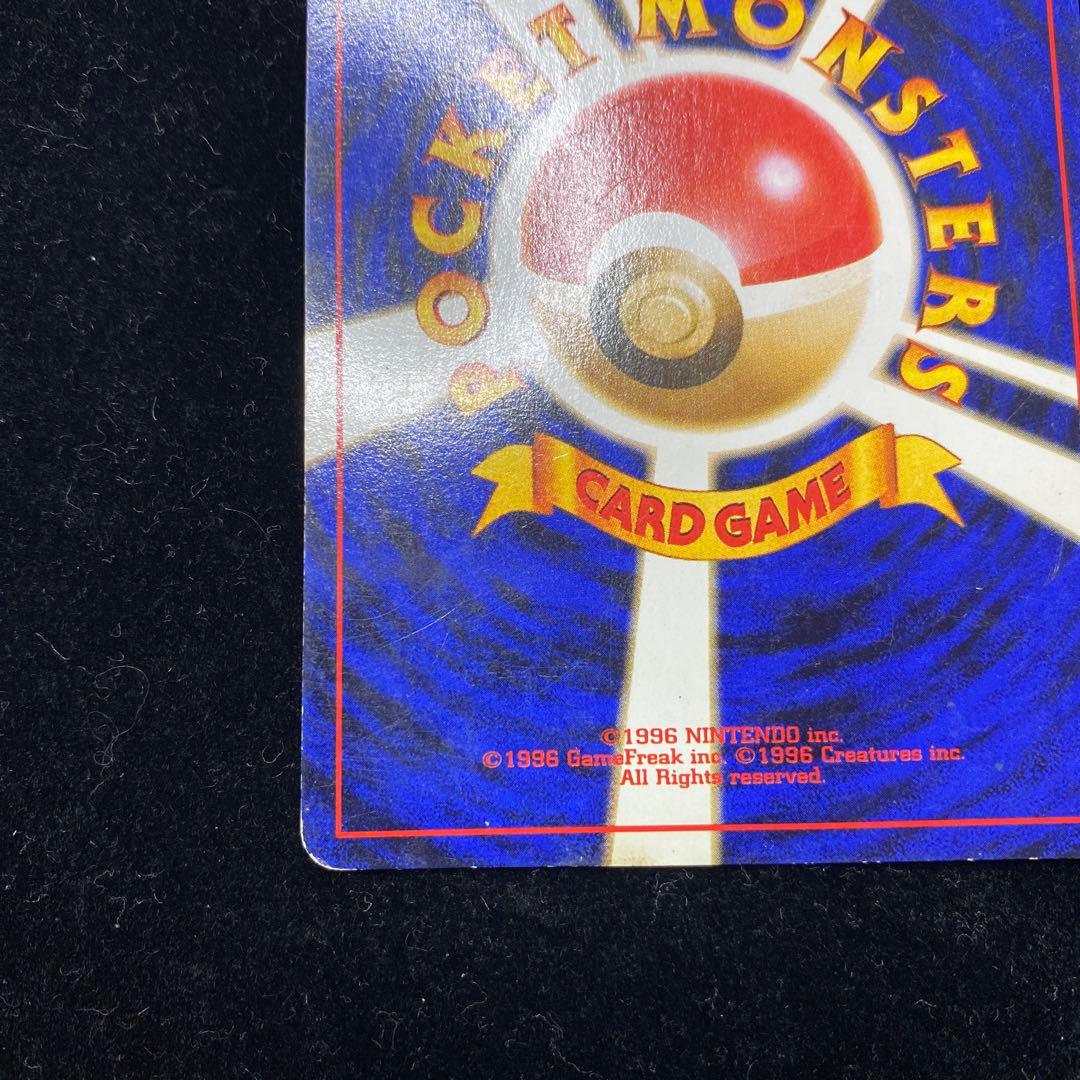 POCKET MONSTERS
CARD GAME
©1996 NINTENDO inc.
©1996 GameFreak inc. ©1996 Creatures inc.
All Rights reserved.